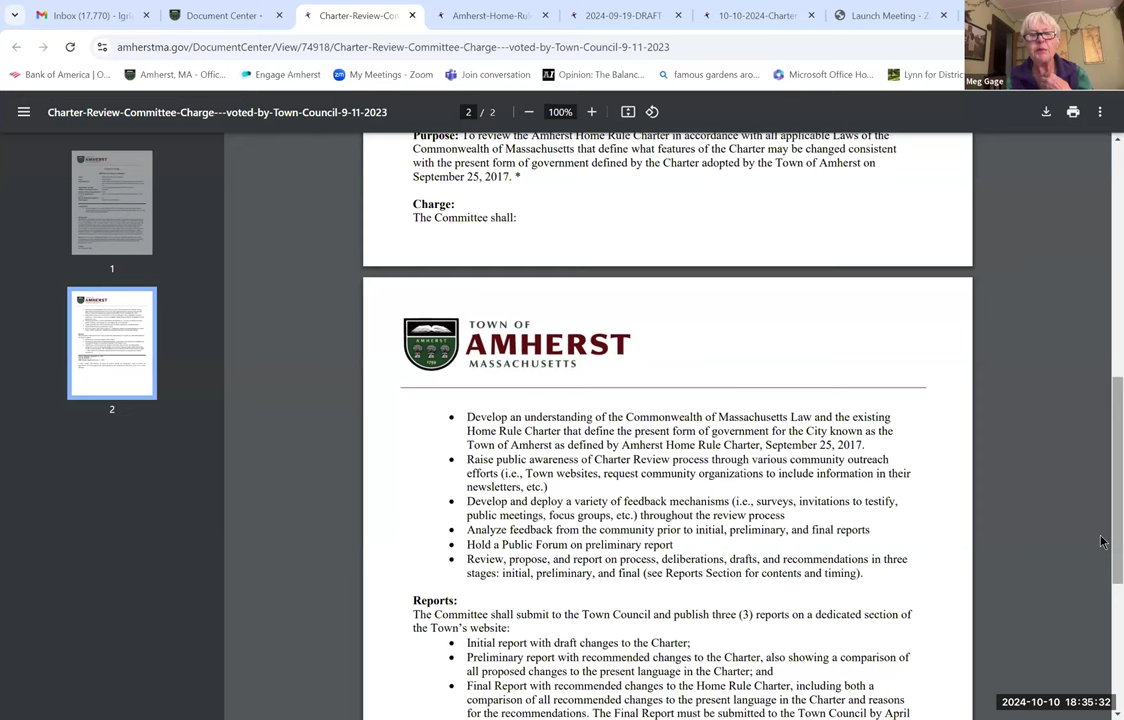 Inbox (17,770) - lgri
Document Center -
Charter-Review-Con
Amherst-Home-Rul
2024-09-19-DRAFT
10-10-2024-Charter
Launch Meeting - Z
amherstma.gov/DocumentCenter/View/74918/Charter-Review-Committee-Charge---voted-by-Town-Council-9-11-2023
Bank of America | O...
Amherst, MA - Offic...
Engage Amherst
My Meetings - Zoom
Join conversation
Opinion: The Balanc...
famous gardens aro...
Microsoft Office Ho...
Lynn for Distric
Meg Gage
Charter-Review-Committee-Charge---voted-by-Town-Council-9-11-2023
2 / 2
100%
1
2
Purpose: To review the Amherst Home Rule Charter in accordance with all applicable Laws of the
Commonwealth of Massachusetts that define what features of the Charter may be changed consistent
with the present form of government defined by the Charter adopted by the Town of Amherst on
September 25, 2017. *
Charge:
The Committee shall:
TOWN OF
AMHERST
MASSACHUSETTS
AMHERST
1759
• Develop an understanding of the Commonwealth of Massachusetts Law and the existing
Home Rule Charter that define the present form of government for the City known as the
Town of Amherst as defined by Amherst Home Rule Charter, September 25, 2017.
• Raise public awareness of Charter Review process through various community outreach
efforts (i.e., Town websites, request community organizations to include information in their
newsletters, etc.)
• Develop and deploy a variety of feedback mechanisms (i.e., surveys, invitations to testify,
public meetings, focus groups, etc.) throughout the review process
• Analyze feedback from the community prior to initial, preliminary, and final reports
• Hold a Public Forum on preliminary report
• Review, propose, and report on process, deliberations, drafts, and recommendations in three
stages: initial, preliminary, and final (see Reports Section for contents and timing).
Reports:
The Committee shall submit to the Town Council and publish three (3) reports on a dedicated section of
the Town's website:
• Initial report with draft changes to the Charter;
• Preliminary report with recommended changes to the Charter, also showing a comparison of
all proposed changes to the present language in the Charter; and
• Final Report with recommended changes to the Home Rule Charter, including both a
comparison of all recommended changes to the present language in the Charter and reasons
for the recommendations. The Final Report must be submitted to the Town Council by April
2024-10-10 18:35:32